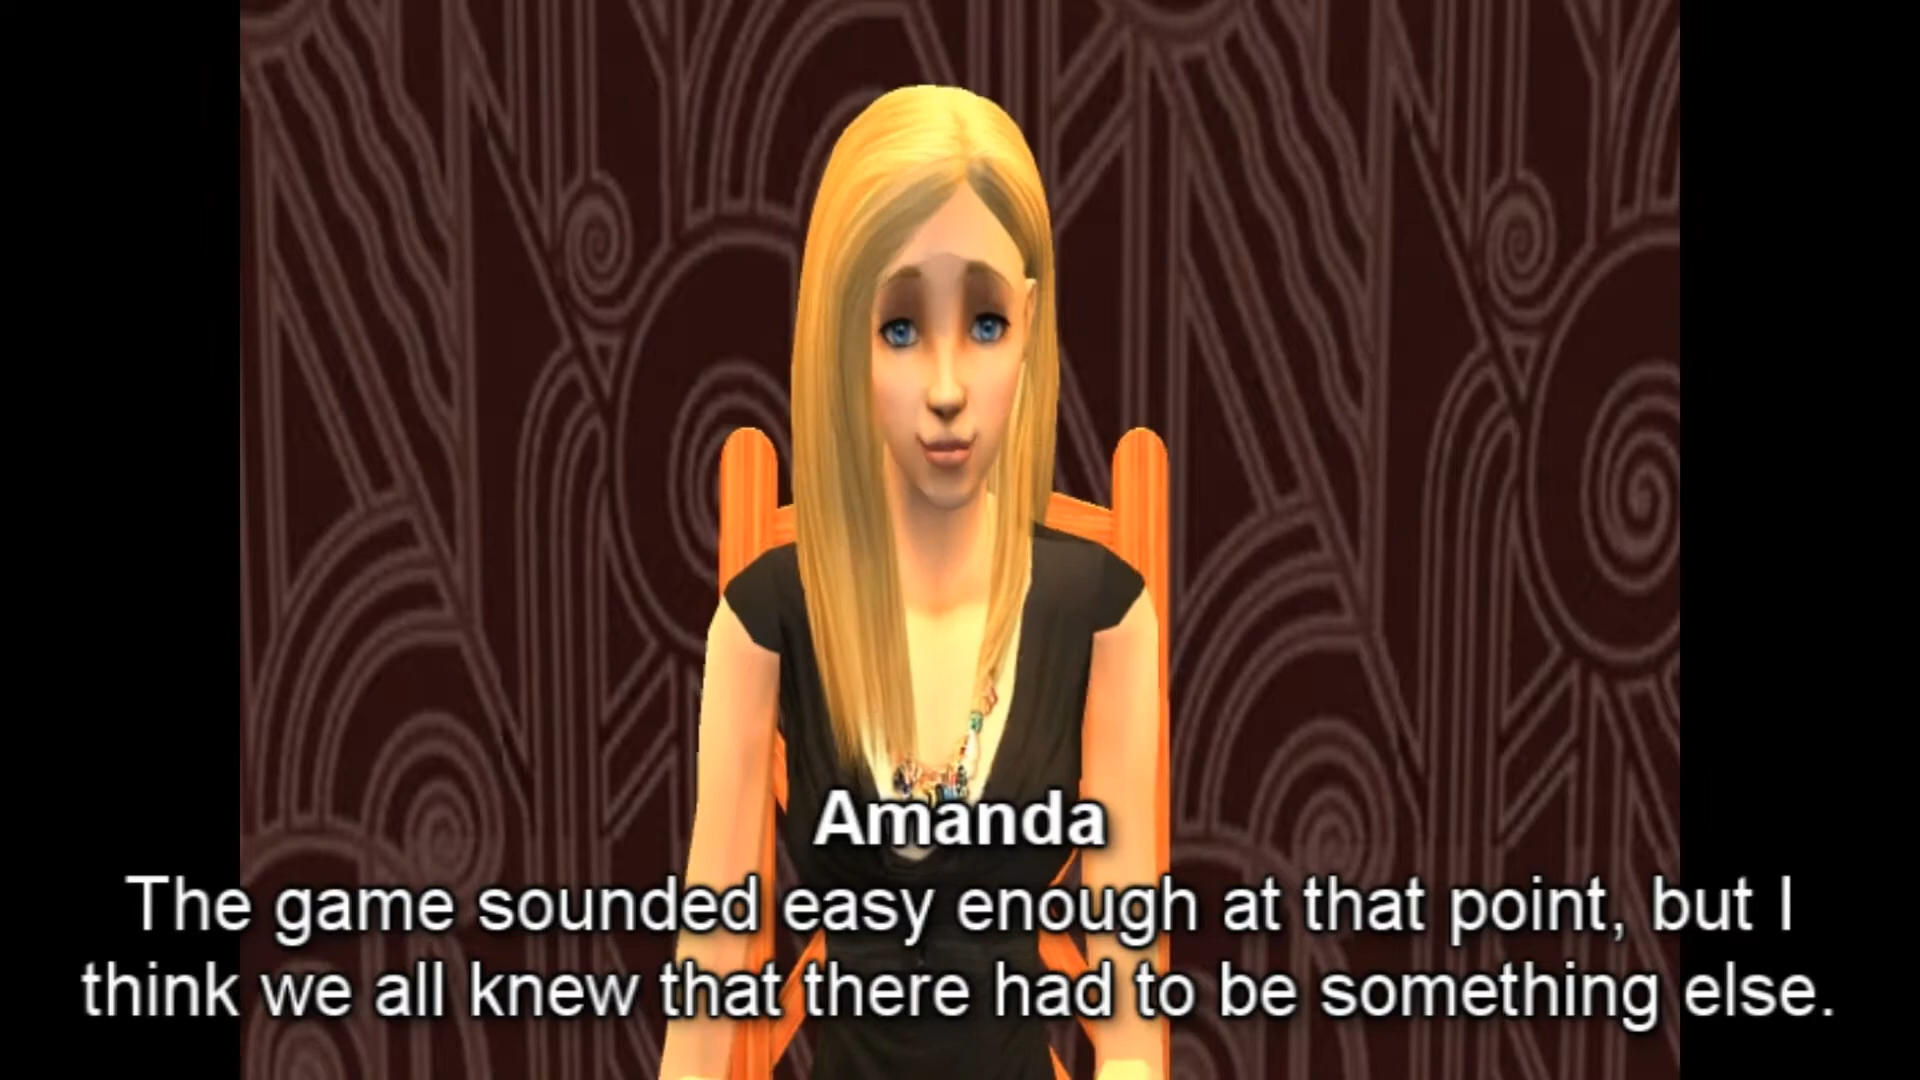 Amanda
The game sounded easy enough at that point, but I
think we all knew that there had to be something else.